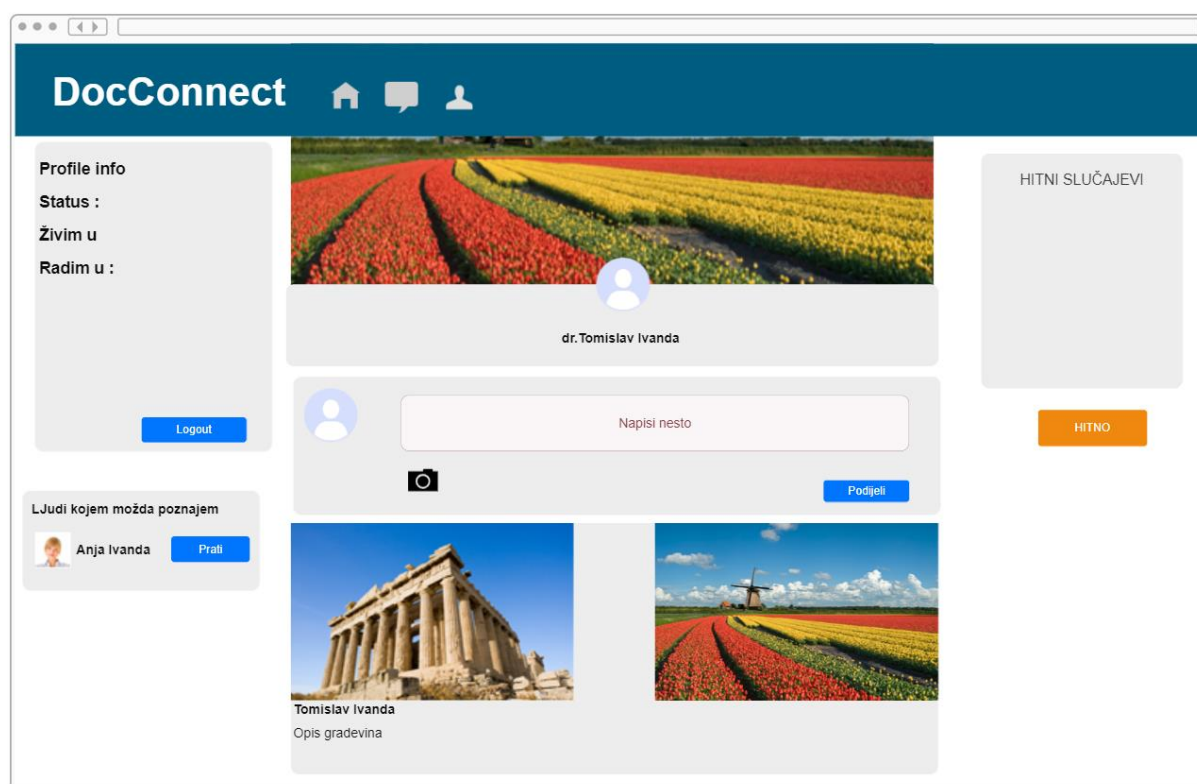 DocConnect
Profile info
Status :
Živim u
Radim u :
Logout
LJudi kojem možda poznajem
Anja Ivanda
Prati
dr.Tomislav Ivanda
Napisi nesto
Podijeli
Tomislav Ivanda
Opis gradevina
HITNI SLUČAJEVI
HITNO